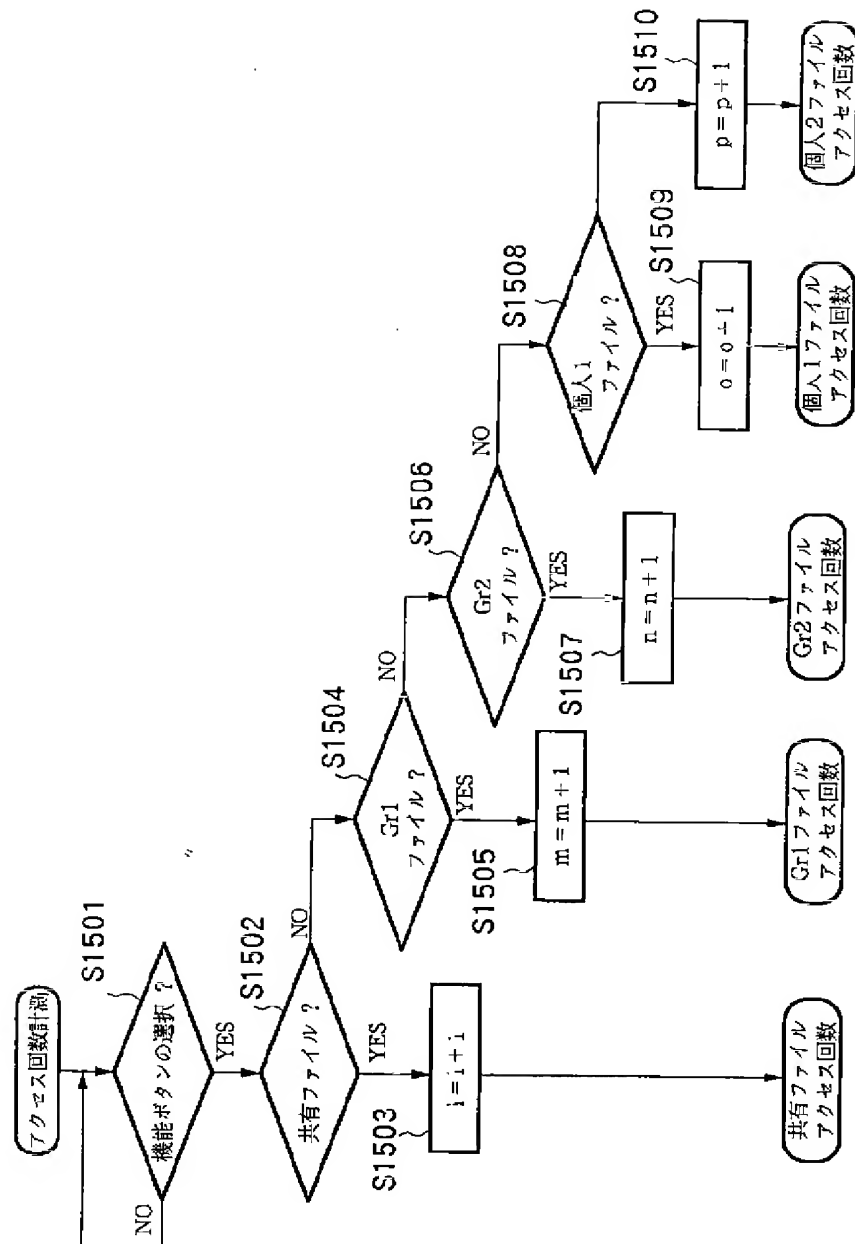 アクセス回数計測
S1501
機能ボタンの選択 ?
NO
YES
S1502
共有ファイル ?
NO
YES
S1503
i = i + i
共有ファイル
アクセス回数
S1504
Gr1
ファイル ?
NO
YES
S1505
m = m + 1
Gr1ファイル
アクセス回数
S1506
Gr2
ファイル ?
NO
YES
S1507
n = n + 1
Gr2ファイル
アクセス回数
S1508
個人1
ファイル ?
YES
S1509
o = o + 1
個人1ファイル
アクセス回数
S1510
p = p + 1
個人2ファイル
アクセス回数